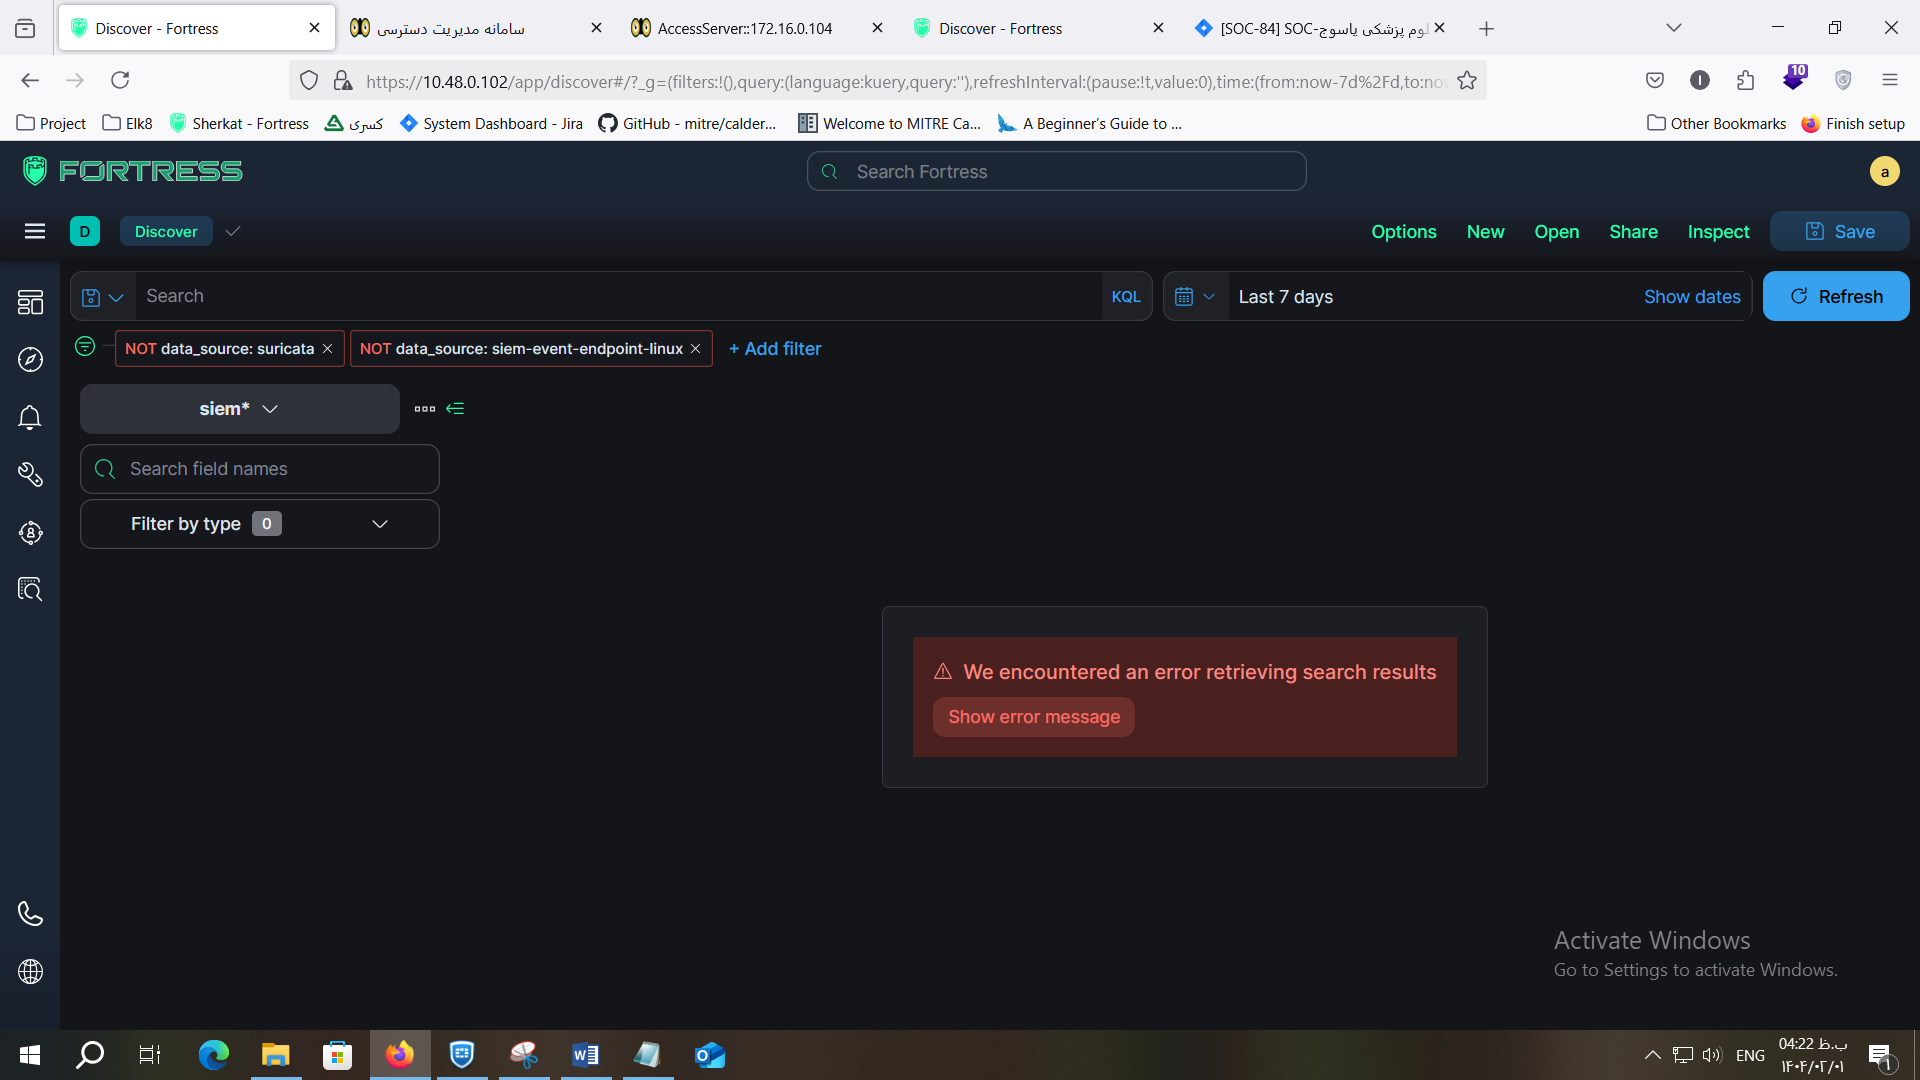 Discover - Fortress
سامانه مدیریت دسترسی
AccessServer::172.16.0.104
Discover - Fortress
[SOC-84] SOC-لوم پزشکی یاسوج
https://10.48.0.102/app/discover#/?_g=(filters:!(),query:(language:kuery,query:''),refreshInterval:(pause:!t,value:0),time:(from:now-7d%2Fd,to:no
10
Project
Elk8
Sherkat - Fortress
کسری
System Dashboard - Jira
GitHub - mitre/calder...
Welcome to MITRE Ca...
A Beginner's Guide to ...
Other Bookmarks
Finish setup
FORTRESS
Search Fortress
a
D
Discover
Options
New
Open
Share
Inspect
Save
Search
KQL
Last 7 days
Show dates
Refresh
NOT data_source: suricata
NOT data_source: siem-event-endpoint-linux
+ Add filter
siem*
Search field names
Filter by type 0
We encountered an error retrieving search results
Show error message
Activate Windows
Go to Settings to activate Windows.
ENG
04:22 ب.ظ
۱۴۰۴/۰۲/۰۱
۱